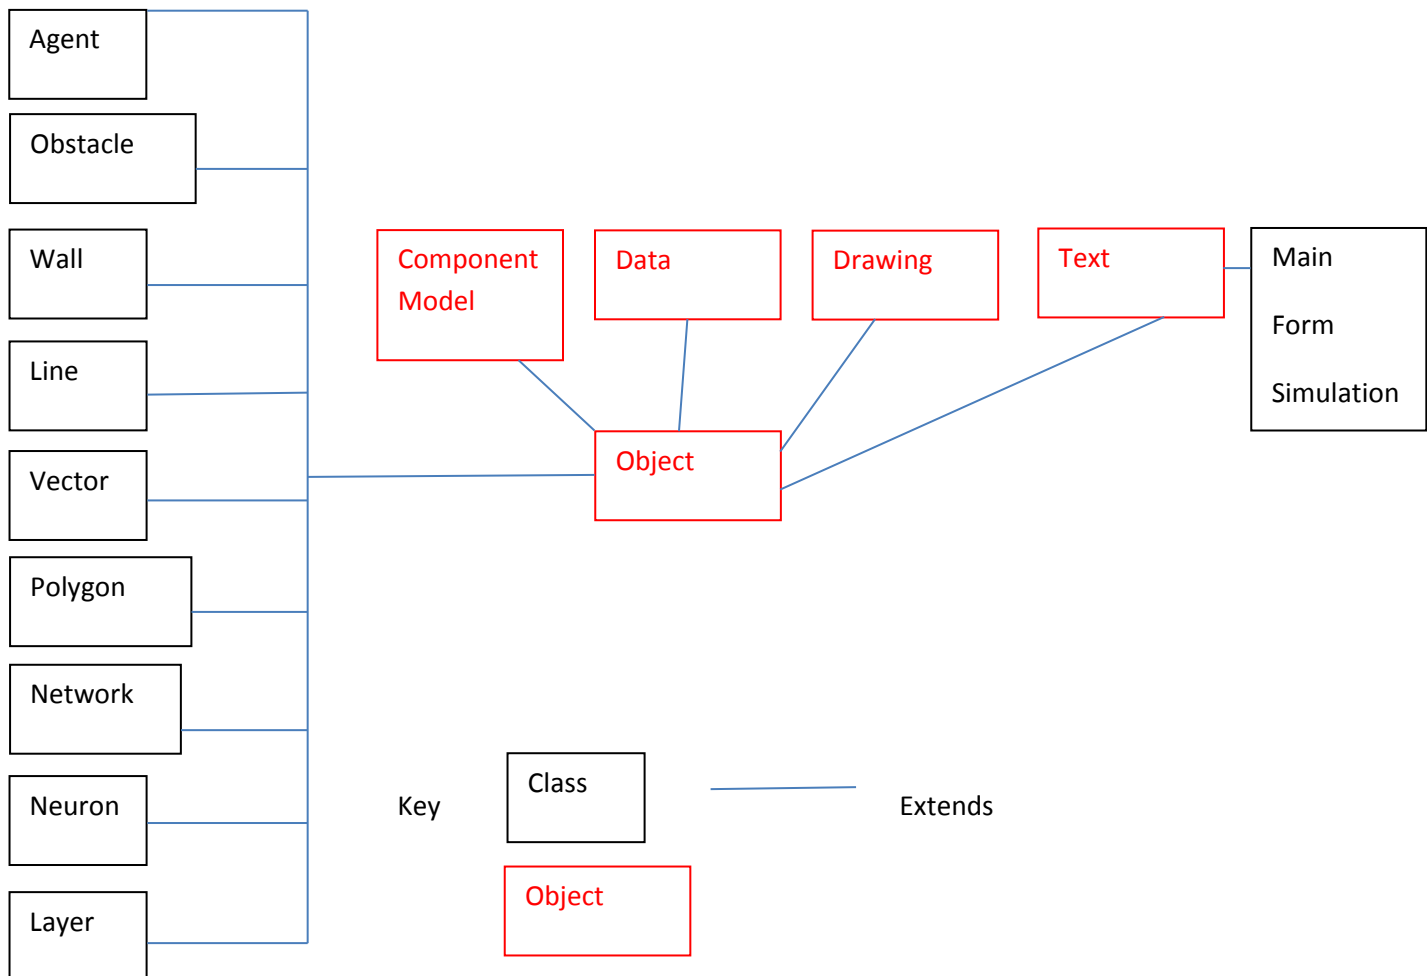 Agent
Obstacle
Wall
Line
Vector
Polygon
Network
Neuron
Layer
Component
Model
Data
Drawing
Text
Main
Form
Simulation
Object
Key
Class
Extends
Object